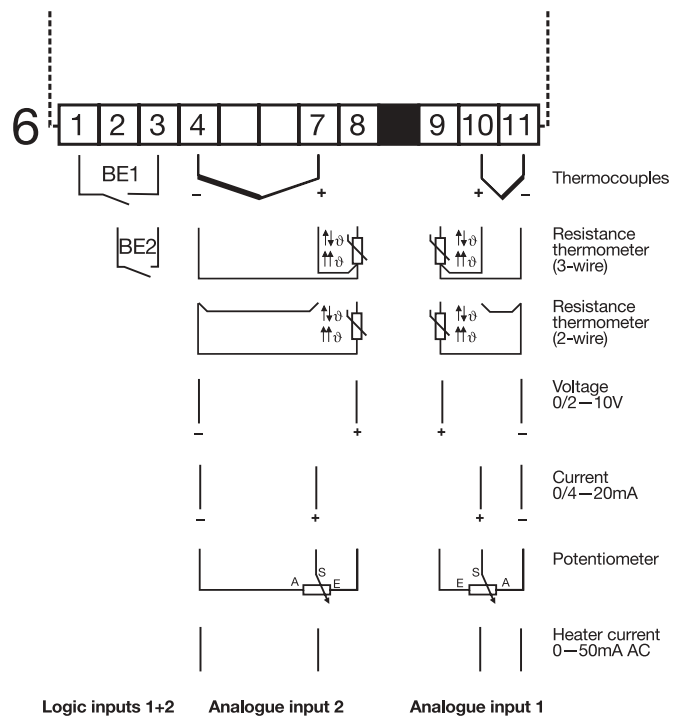 6 1 2 3 4 7 8 9 10 11
BE1 − + + − Thermocouples
BE2 ϑ ϑ ϑ ϑ Resistance
thermometer
(3-wire)
ϑ ϑ ϑ ϑ Resistance
thermometer
(2-wire)
Voltage
0/2—10V
− + + −
Current
0/4—20mA
− + + −
Potentiometer
A S E E S A
Heater current
0—50mA AC
Logic inputs 1+2 Analogue input 2 Analogue input 1